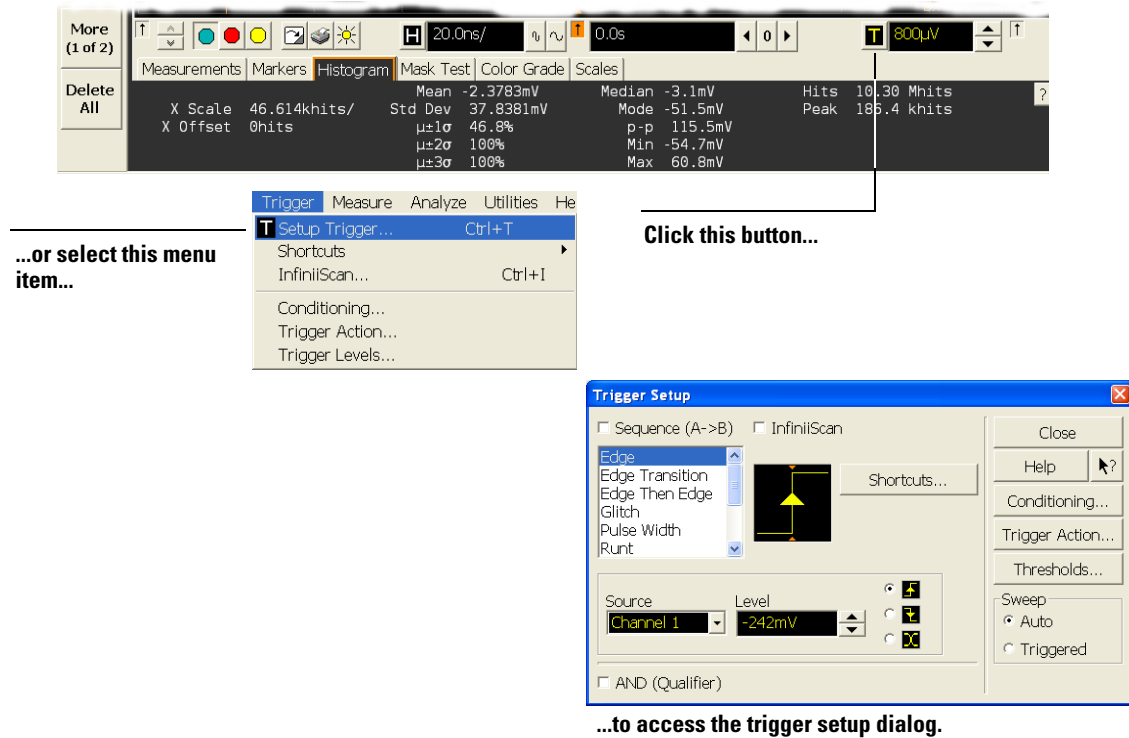 More
(1 of 2)
H 20.0ns/ 0.0s 0 T 800µV
Measurements Markers Histogram Mask Test Color Grade Scales
Delete
All
Mean -2.3783mV Median -3.1mV Hits 10.30 Mhits ?
X Scale 46.614khits/ Std Dev 37.8381mV Mode -51.5mV Peak 186.4 khits
X Offset 0hits µ±1σ 46.8% p-p 115.5mV
µ±2σ 100% Min -54.7mV
µ±3σ 100% Max 60.8mV
Trigger Measure Analyze Utilities He
T Setup Trigger... Ctrl+T
Shortcuts
InfiniiScan... Ctrl+I
Conditioning...
Trigger Action...
Trigger Levels...
...or select this menu
item...
Click this button...
Trigger Setup
Sequence (A->B) InfiniiScan
Edge
Edge Transition
Edge Then Edge
Glitch
Pulse Width
Runt
Shortcuts...
Source Level
Channel 1 -242mV
AND (Qualifier)
Close
Help ?
Conditioning...
Trigger Action...
Thresholds...
Sweep
Auto
Triggered
...to access the trigger setup dialog.